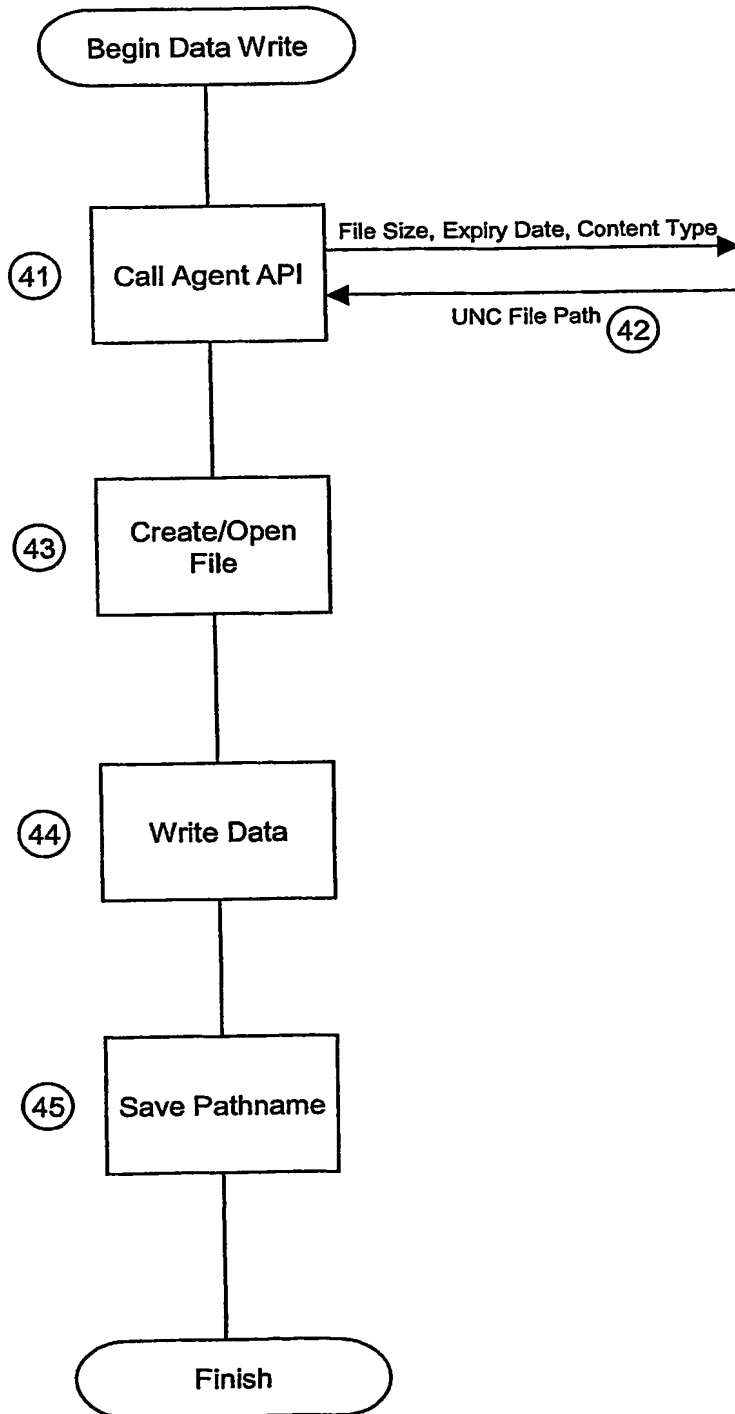 Begin Data Write
File Size, Expiry Date, Content Type
41
Call Agent API
UNC File Path
42
43
Create/Open
File
44
Write Data
45
Save Pathname
Finish